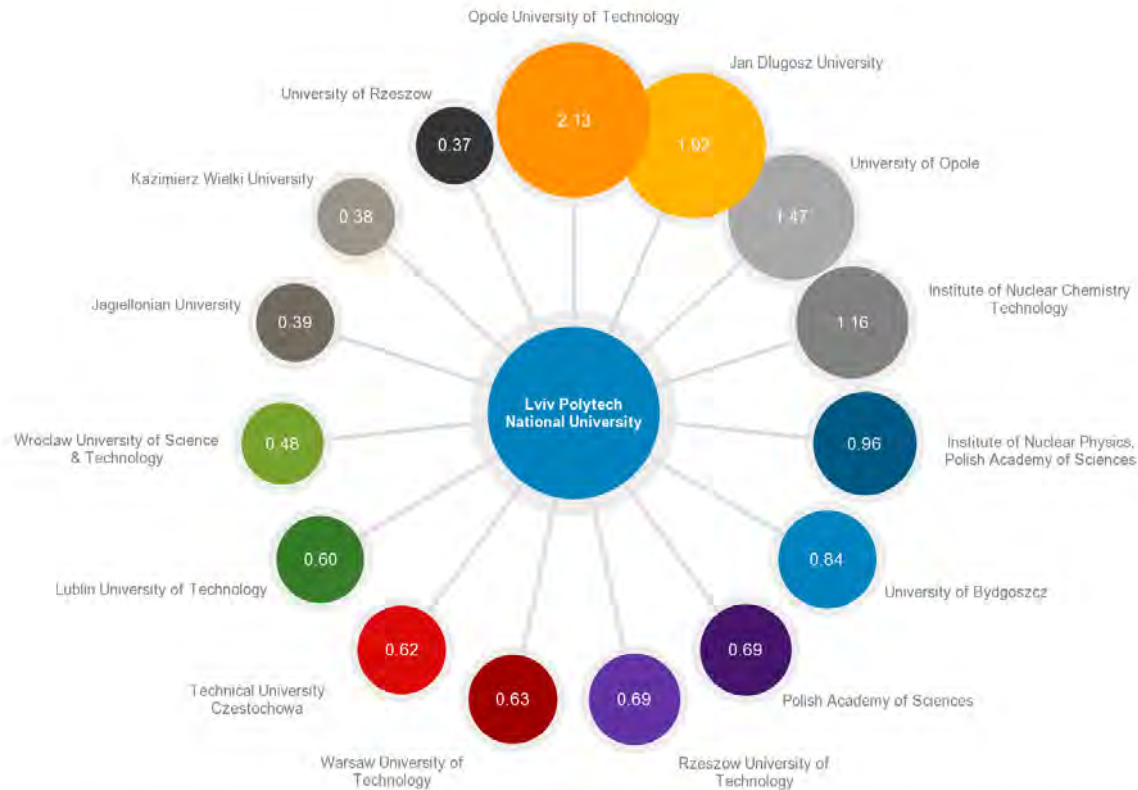 Opole University of Technology
2.13
Jan Dlugosz University
1.92
University of Opole
1.47
Institute of Nuclear Chemistry
Technology
1.16
Institute of Nuclear Physics,
Polish Academy of Sciences
0.96
University of Bydgoszcz
0.84
Polish Academy of Sciences
0.69
Rzeszow University of
Technology
0.69
Warsaw University of
Technology
0.63
Technical University
Czestochowa
0.62
Lublin University of Technology
0.60
Wroclaw University of Science
& Technology
0.48
Jagiellonian University
0.39
Kazimierz Wielki University
0.38
University of Rzeszow
0.37
Lviv Polytech
National University